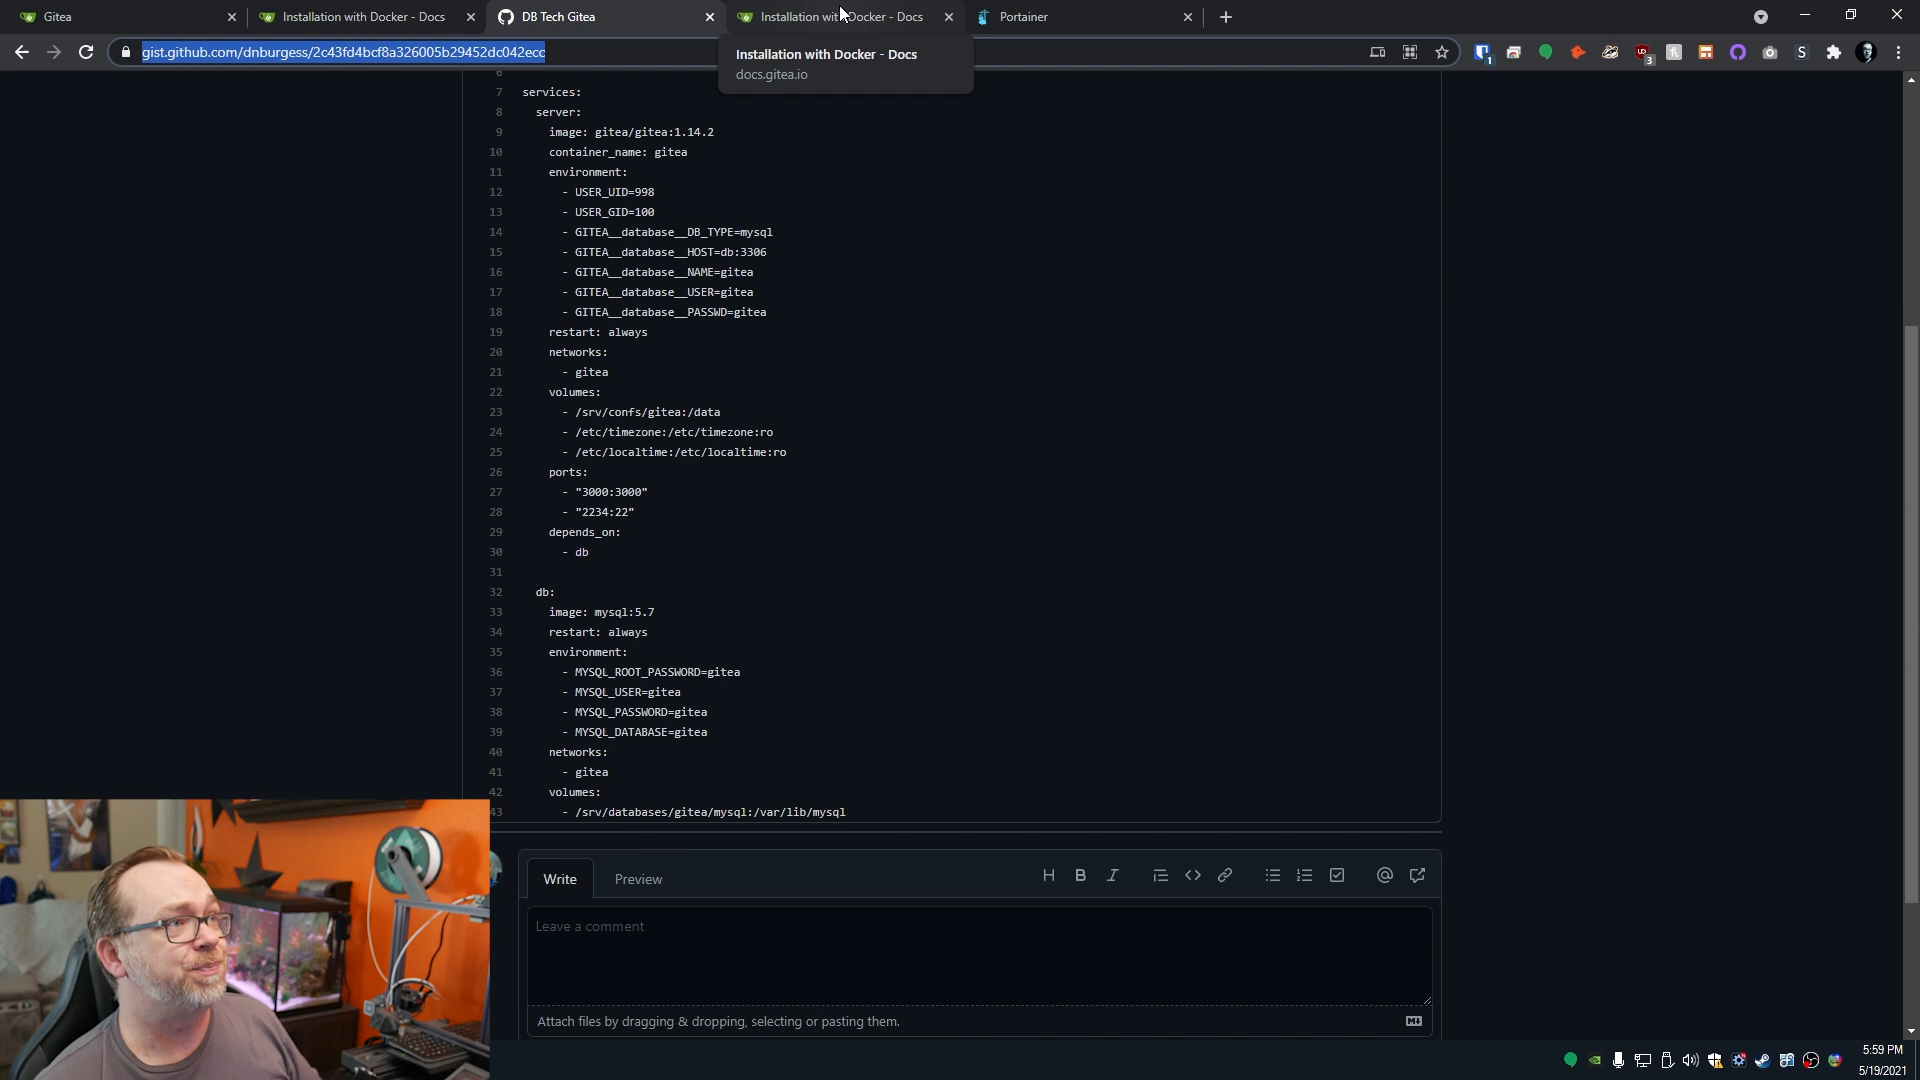 Gitea
Installation with Docker - Docs
DB Tech Gitea
Installation with Docker - Docs
Portainer
gist.github.com/dnburgess/2c43fd4bcf8a326005b29452dc042ecc
Installation with Docker - Docs
docs.gitea.io
6
7 services:
8 server:
9 image: gitea/gitea:1.14.2
10 container_name: gitea
11 environment:
12 - USER_UID=998
13 - USER_GID=100
14 - GITEA__database__DB_TYPE=mysql
15 - GITEA__database__HOST=db:3306
16 - GITEA__database__NAME=gitea
17 - GITEA__database__USER=gitea
18 - GITEA__database__PASSWD=gitea
19 restart: always
20 networks:
21 - gitea
22 volumes:
23 - /srv/confs/gitea:/data
24 - /etc/timezone:/etc/timezone:ro
25 - /etc/localtime:/etc/localtime:ro
26 ports:
27 - "3000:3000"
28 - "2234:22"
29 depends_on:
30 - db
31
32 db:
33 image: mysql:5.7
34 restart: always
35 environment:
36 - MYSQL_ROOT_PASSWORD=gitea
37 - MYSQL_USER=gitea
38 - MYSQL_PASSWORD=gitea
39 - MYSQL_DATABASE=gitea
40 networks:
41 - gitea
42 volumes:
43 - /srv/databases/gitea/mysql:/var/lib/mysql
Write
Preview
Leave a comment
Attach files by dragging & dropping, selecting or pasting them.
5:59 PM
5/19/2021